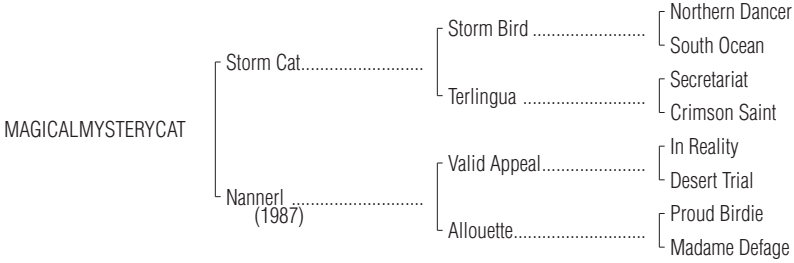 Northern Dancer
Storm Bird ........................
South Ocean
Storm Cat..........................
Secretariat
Terlingua ..........................
Crimson Saint
MAGICALMYSTERYCAT
In Reality
Valid Appeal......................
Desert Trial
Nannerl ............................
(1987)
Proud Birdie
Allouette............................
Madame Defage